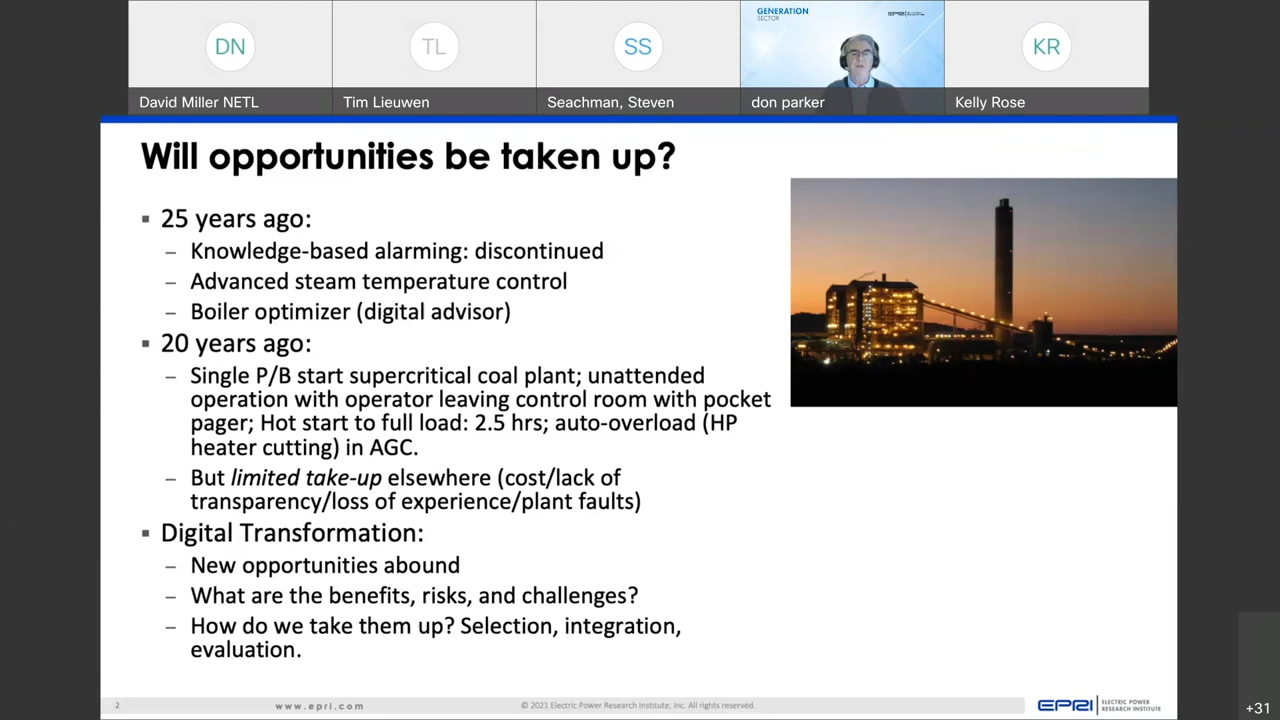 GENERATION
SECTOR
EPRI
DN
TL
SS
KR
David Miller NETL
Tim Lieuwen
Seachman, Steven
don parker
Kelly Rose
Will opportunities be taken up?
▪ 25 years ago:
– Knowledge-based alarming: discontinued
– Advanced steam temperature control
– Boiler optimizer (digital advisor)
▪ 20 years ago:
– Single P/B start supercritical coal plant; unattended
operation with operator leaving control room with pocket
pager; Hot start to full load: 2.5 hrs; auto-overload (HP
heater cutting) in AGC.
– But limited take-up elsewhere (cost/lack of
transparency/loss of experience/plant faults)
▪ Digital Transformation:
– New opportunities abound
– What are the benefits, risks, and challenges?
– How do we take them up? Selection, integration,
evaluation.
2
www.epri.com
© 2021 Electric Power Research Institute, Inc. All rights reserved.
EPRI
ELECTRIC POWER
RESEARCH INSTITUTE
+31